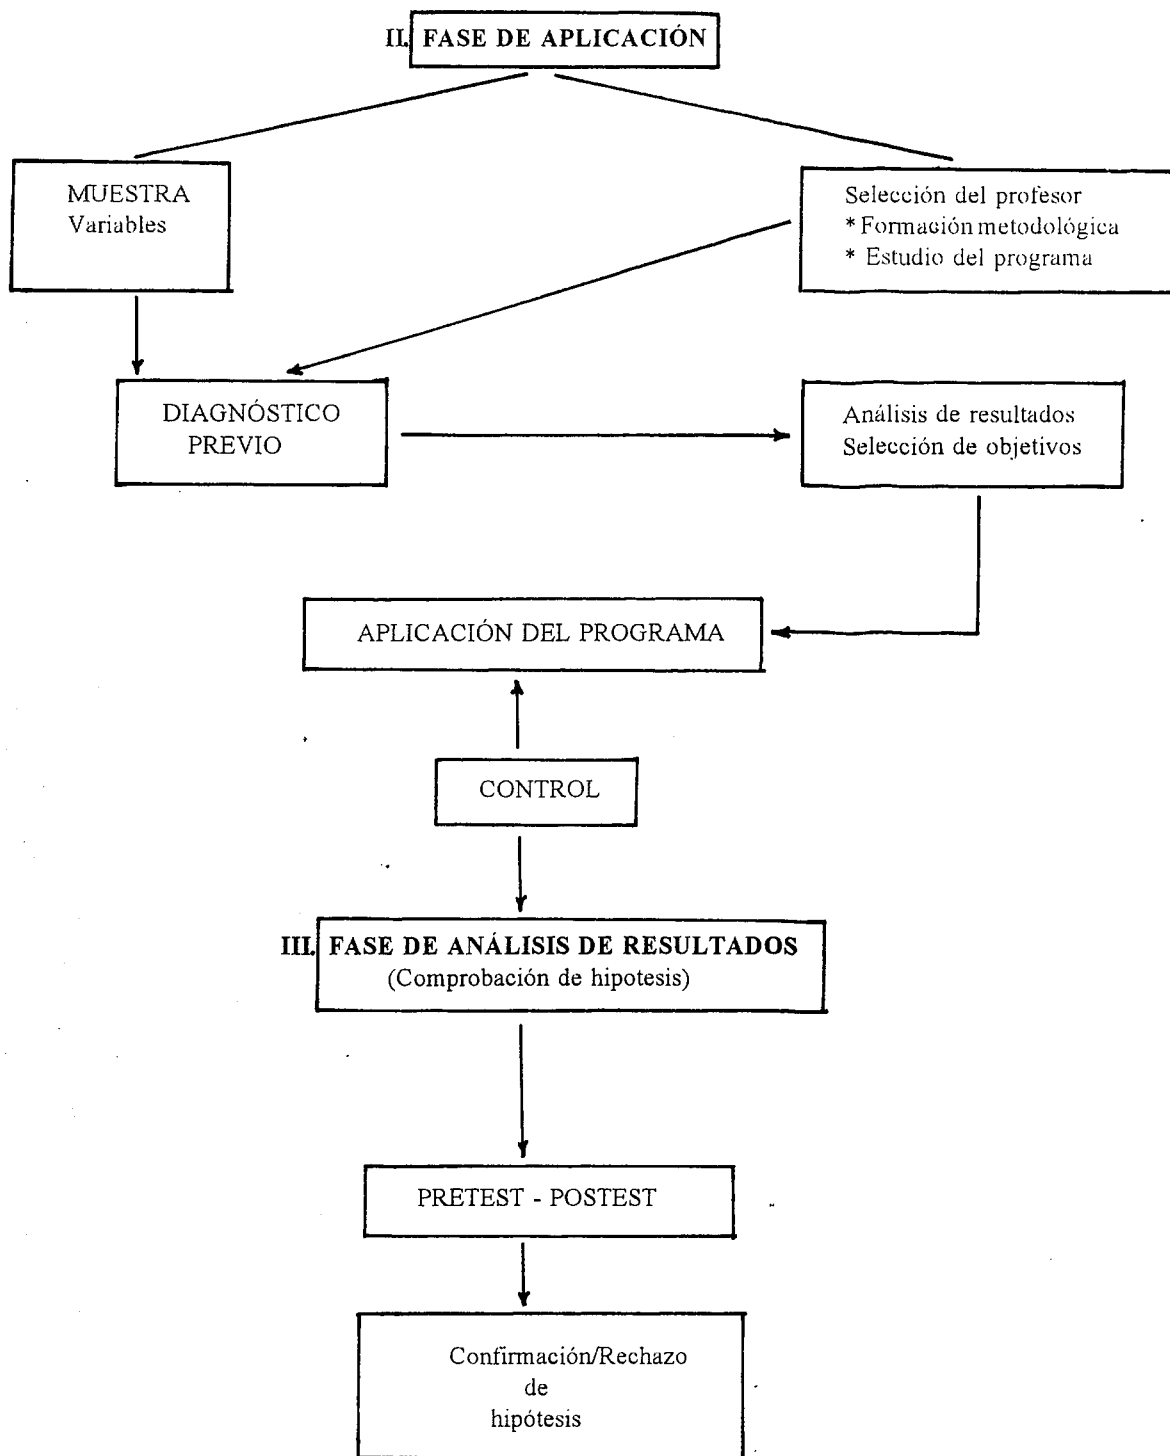 II. FASE DE APLICACIÓN
MUESTRA
Variables
Selección del profesor
* Formación metodológica
* Estudio del programa
DIAGNÓSTICO
PREVIO
Análisis de resultados
Selección de objetivos
APLICACIÓN DEL PROGRAMA
CONTROL
III. FASE DE ANÁLISIS DE RESULTADOS
(Comprobación de hipotesis)
PRETEST - POSTEST
Confirmación/Rechazo
de
hipótesis